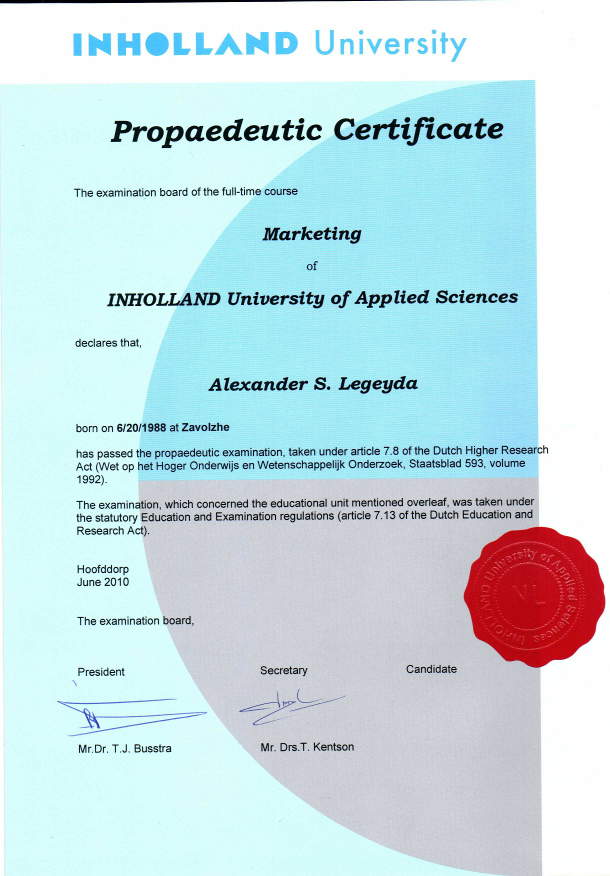 INHOLLAND University
Propaedeutic Certificate
The examination board of the full-time course
Marketing
of
INHOLLAND University of Applied Sciences
declares that,
Alexander S. Legeyda
born on 6/20/1988 at Zavolzhe
has passed the propaedeutic examination, taken under article 7.8 of the Dutch Higher Research
Act (Wet op het Hoger Onderwijs en Wetenschappelijk Onderzoek, Staatsblad 593, volume
1992).
The examination, which concerned the educational unit mentioned overleaf, was taken under
the statutory Education and Examination regulations (article 7.13 of the Dutch Education and
Research Act).
Hoofddorp
June 2010
INHOLLAND University of Applied Sciences
NL
The examination board,
President
Secretary
Candidate
Mr.Dr. T.J. Busstra
Mr. Drs.T. Kentson